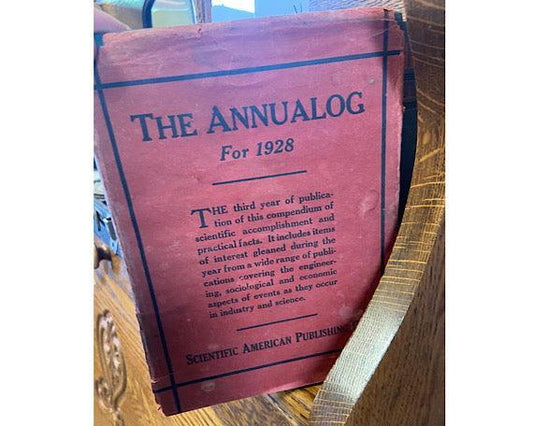 THE ANNUALOG
For 1928
THE third year of publica-
tion of this compendium of
scientific accomplishment and
practical facts. It includes items
of interest gleaned during the
year from a wide range of publi-
cations covering the engineer-
ing, sociological and economic
aspects of events as they occur
in industry and science.
SCIENTIFIC AMERICAN PUBLISHING